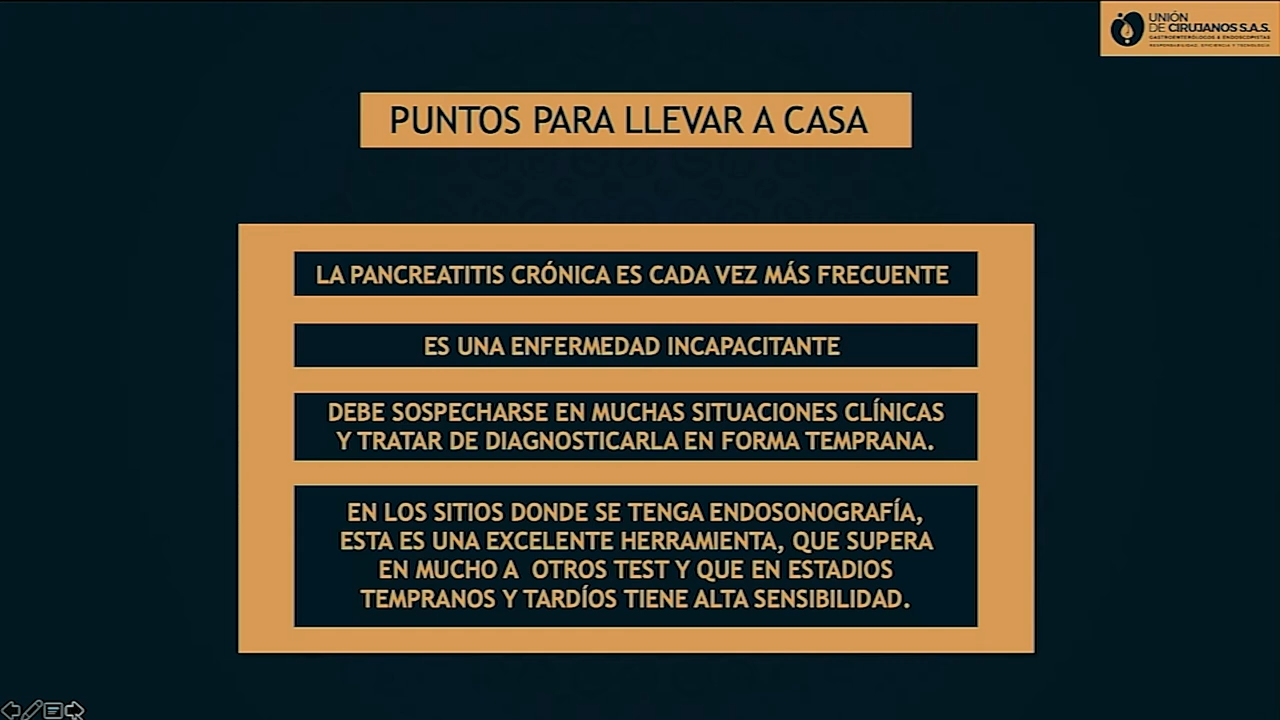 UNIÓN
DE CIRUJANOS S.A.S.
GASTROENTERÓLOGOS & ENDOSCOPISTAS
RESPONSABILIDAD, EFICIENCIA Y TECNOLOGÍA
PUNTOS PARA LLEVAR A CASA
LA PANCREATITIS CRÓNICA ES CADA VEZ MÁS FRECUENTE
ES UNA ENFERMEDAD INCAPACITANTE
DEBE SOSPECHARSE EN MUCHAS SITUACIONES CLÍNICAS
Y TRATAR DE DIAGNOSTICARLA EN FORMA TEMPRANA.
EN LOS SITIOS DONDE SE TENGA ENDOSONOGRAFÍA,
ESTA ES UNA EXCELENTE HERRAMIENTA, QUE SUPERA
EN MUCHO A OTROS TEST Y QUE EN ESTADIOS
TEMPRANOS Y TARDÍOS TIENE ALTA SENSIBILIDAD.